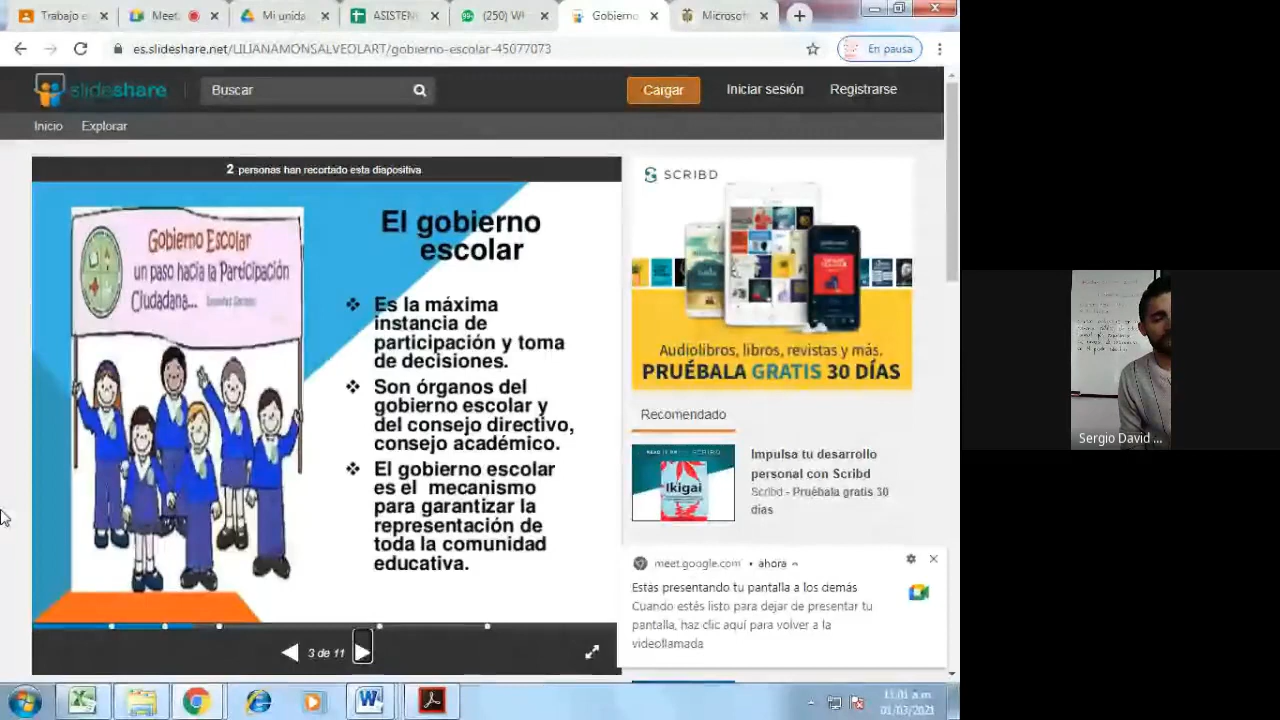 Trabajo e
Meet.
Mi unida
ASISTEN
(250) W
Gobierno
Microsof
es.slideshare.net/LILIANAMONSALVEOLART/gobierno-escolar-45077073
En pausa
slideshare
Buscar
Cargar
Iniciar sesión
Registrarse
Inicio
Explorar
2 personas han recortado esta diapositiva
Gobierno Escolar
un paso hacia la Participación
Ciudadana...
El gobierno
escolar
❖ Es la máxima
instancia de
participación y toma
de decisiones.
❖ Son órganos del
gobierno escolar y
del consejo directivo,
consejo académico.
❖ El gobierno escolar
es el mecanismo
para garantizar la
representación de
toda la comunidad
educativa.
3 de 11
SCRIBD
Audiolibros, libros, revistas y más.
PRUÉBALA GRATIS 30 DÍAS
Recomendado
Ikigai
Impulsa tu desarrollo
personal con Scribd
Scribd - Pruébala gratis 30
días
meet.google.com • ahora
Estás presentando tu pantalla a los demás
Cuando estés listo para dejar de presentar tu
pantalla, haz clic aquí para volver a la
videollamada
11:01 a.m.
01/03/2021
Sergio David ...